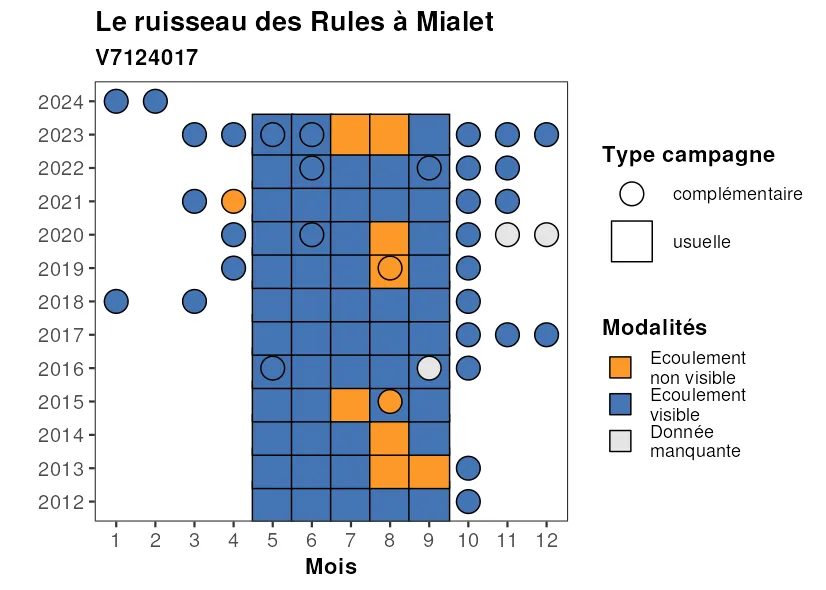 Le ruisseau des Rules à Mialet
V7124017
2024
2023
2022
2021
2020
2019
2018
2017
2016
2015
2014
2013
2012
1 2 3 4 5 6 7 8 9 10 11 12
Mois
Type campagne
complémentaire
usuelle
Modalités
Ecoulement
non visible
Ecoulement
visible
Donnée
manquante